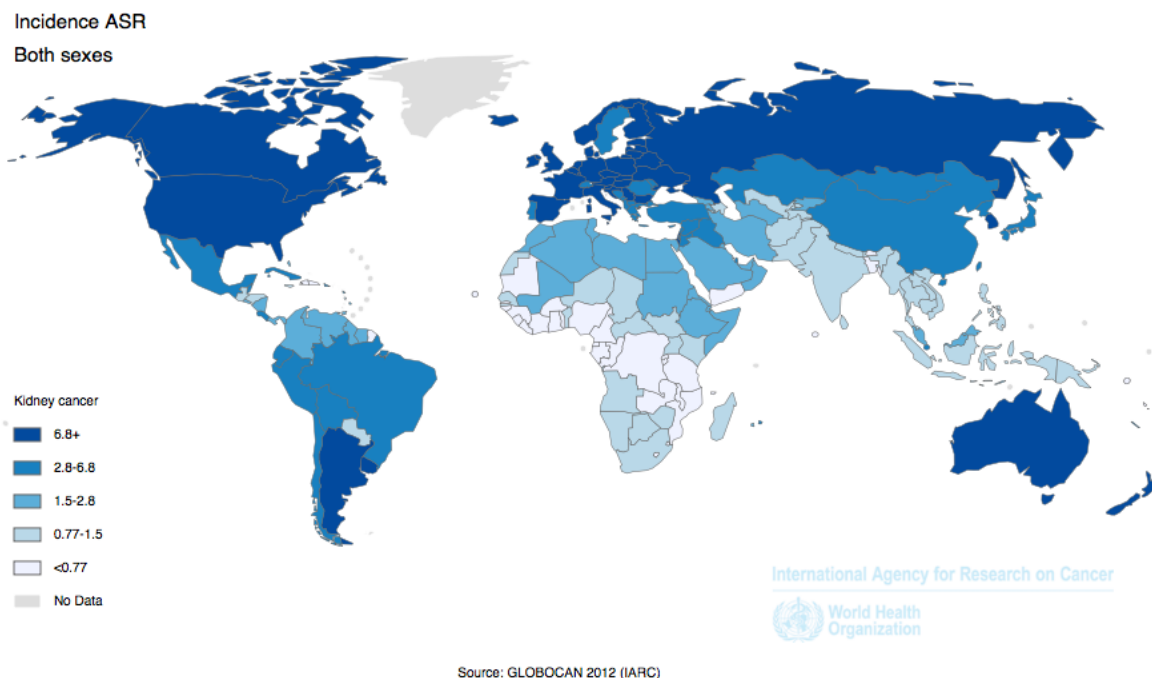 Incidence ASR
Both sexes
Kidney cancer
6.8+
2.8-6.8
1.5-2.8
0.77-1.5
<0.77
No Data
International Agency for Research on Cancer
World Health
Organization
Source: GLOBOCAN 2012 (IARC)